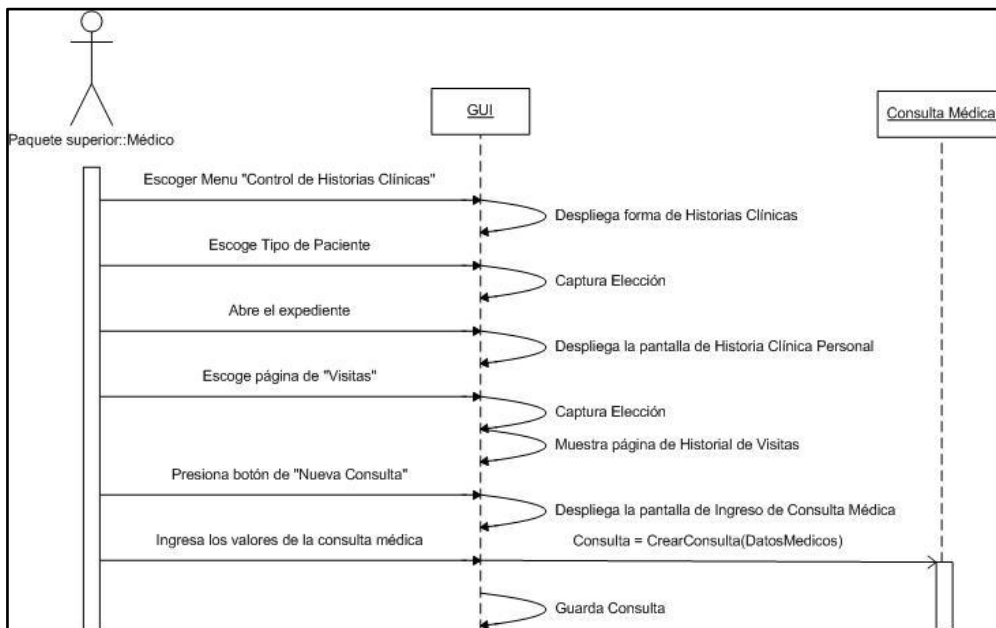 GUI
Consulta Médica
Paquete superior::Médico
Escoger Menu "Control de Historias Clínicas"
Despliega forma de Historias Clínicas
Escoge Tipo de Paciente
Captura Elección
Abre el expediente
Despliega la pantalla de Historia Clínica Personal
Escoge página de "Visitas"
Captura Elección
Muestra página de Historial de Visitas
Presiona botón de "Nueva Consulta"
Despliega la pantalla de Ingreso de Consulta Médica
Ingresa los valores de la consulta médica
Consulta = CrearConsulta(DatosMedicos)
Guarda Consulta